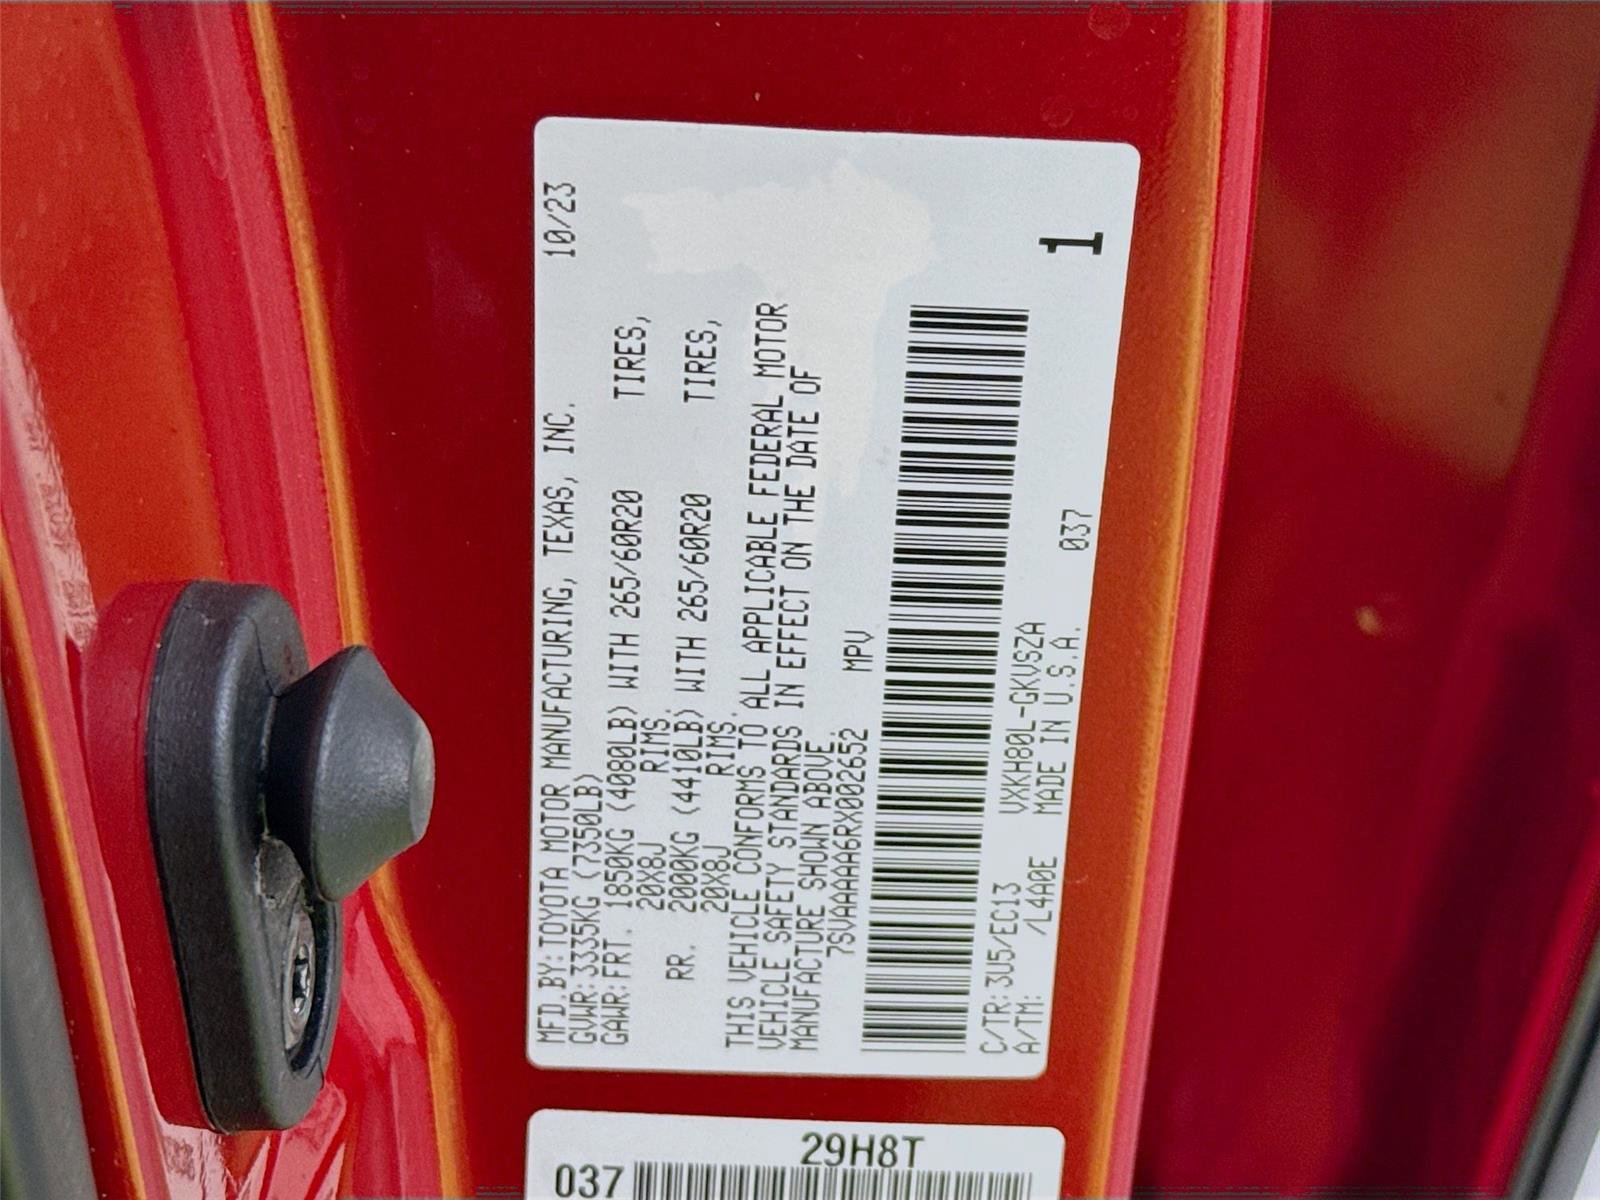 MFD.BY:TOYOTA MOTOR MANUFACTURING, TEXAS, INC. 10/23
GVWR:3335KG (7350LB)
GAWR:FRT. 1850KG (4080LB) WITH 265/60R20 TIRES,
20X8J RIMS.
RR. 2000KG (4410LB) WITH 265/60R20 TIRES,
20X8J RIMS.
THIS VEHICLE CONFORMS TO ALL APPLICABLE FEDERAL MOTOR
VEHICLE SAFETY STANDARDS IN EFFECT ON THE DATE OF
MANUFACTURE SHOWN ABOVE.
7SVAAAAA6RX002652 MPV
C/TR:3U5/EC13 VXKH80L-GKVSZA 037
A/TM: /L4A0E MADE IN U.S.A.
1
29H8T
037